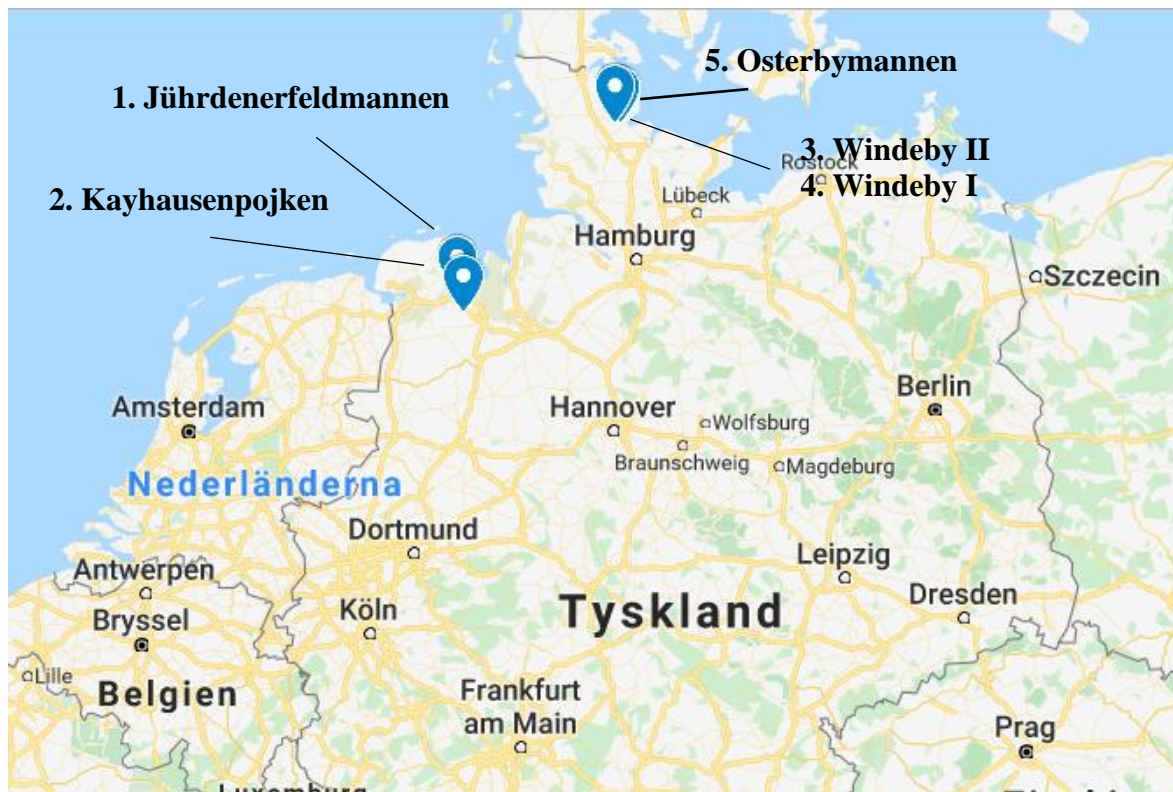 5. Osterbymannen
1. Jührdenerfeldmannen
3. Windeby II
Rostock
4. Windeby I
2. Kayhausenpojken
Lübeck
Hamburg
Szczecin
Berlin
Amsterdam
Hannover
Wolfsburg
Braunschweig
Magdeburg
Nederländerna
Dortmund
Leipzig
Antwerpen
Dresden
Köln
Tyskland
Bryssel
Lille
Belgien
Frankfurt
am Main
Prag